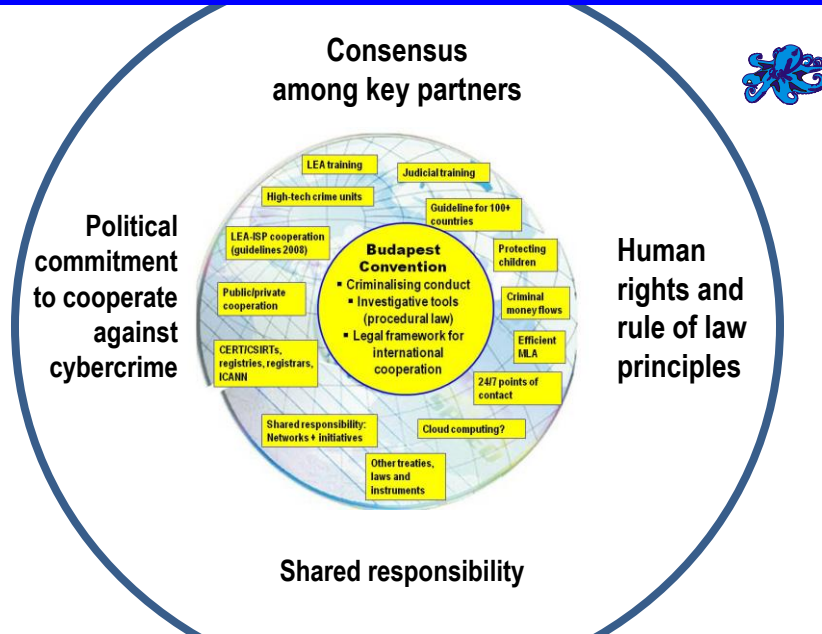 Consensus
among key partners
LEA training
Judicial training
High-tech crime units
Guideline for 100+
countries
LEA-ISP cooperation
(guidelines 2008)
Political
commitment
to cooperate
against
cybercrime
Budapest
Convention
▪ Criminalising conduct
▪ Investigative tools
(procedural law)
▪ Legal framework for
international
cooperation
Protecting
children
Human
rights and
rule of law
principles
Public/private
cooperation
Criminal
money flows
Efficient
MLA
CERT/CSIRTs,
registries, registrars,
ICANN
24/7 points of
contact
Shared responsibility:
Networks + initiatives
Cloud computing?
Other treaties,
laws and
instruments
Shared responsibility